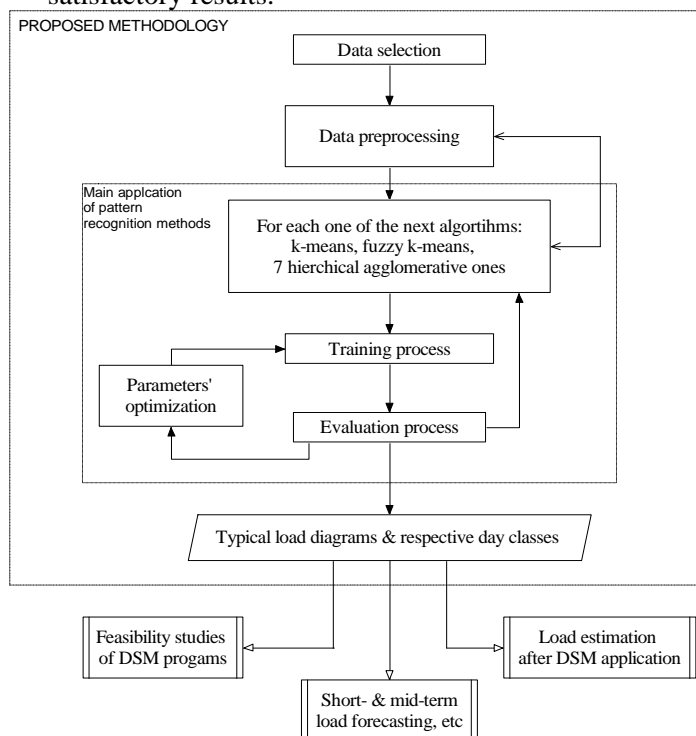 satisfactory results.
PROPOSED METHODOLOGY
Data selection
Data preprocessing
Main applcation
of pattern
recognition methods
For each one of the next algortihms:
k-means, fuzzy k-means,
7 hierchical agglomerative ones
Training process
Parameters'
optimization
Evaluation process
Typical load diagrams & respective day classes
Feasibility studies
of DSM progams
Load estimation
after DSM application
Short- & mid-term
load forecasting, etc